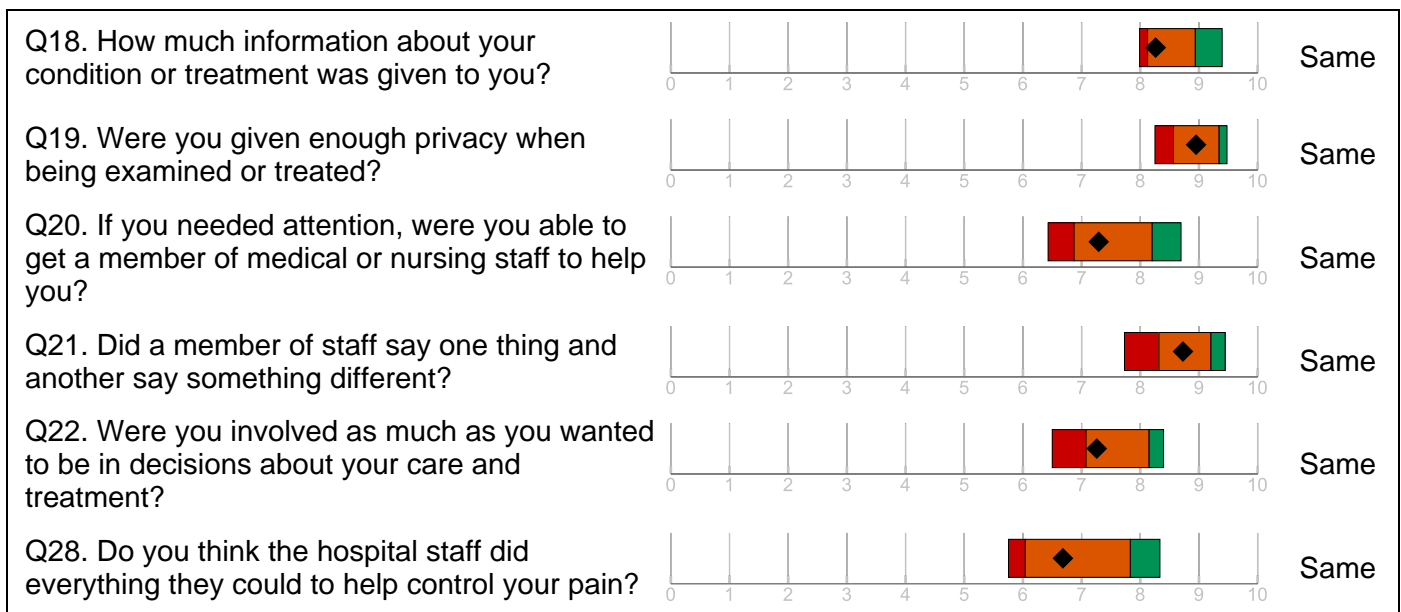 Q18. How much information about your
condition or treatment was given to you?
0 1 2 3 4 5 6 7 8 9 10
Same
Q19. Were you given enough privacy when
being examined or treated?
0 1 2 3 4 5 6 7 8 9 10
Same
Q20. If you needed attention, were you able to
get a member of medical or nursing staff to help
you?
0 1 2 3 4 5 6 7 8 9 10
Same
Q21. Did a member of staff say one thing and
another say something different?
0 1 2 3 4 5 6 7 8 9 10
Same
Q22. Were you involved as much as you wanted
to be in decisions about your care and
treatment?
0 1 2 3 4 5 6 7 8 9 10
Same
Q28. Do you think the hospital staff did
everything they could to help control your pain?
0 1 2 3 4 5 6 7 8 9 10
Same